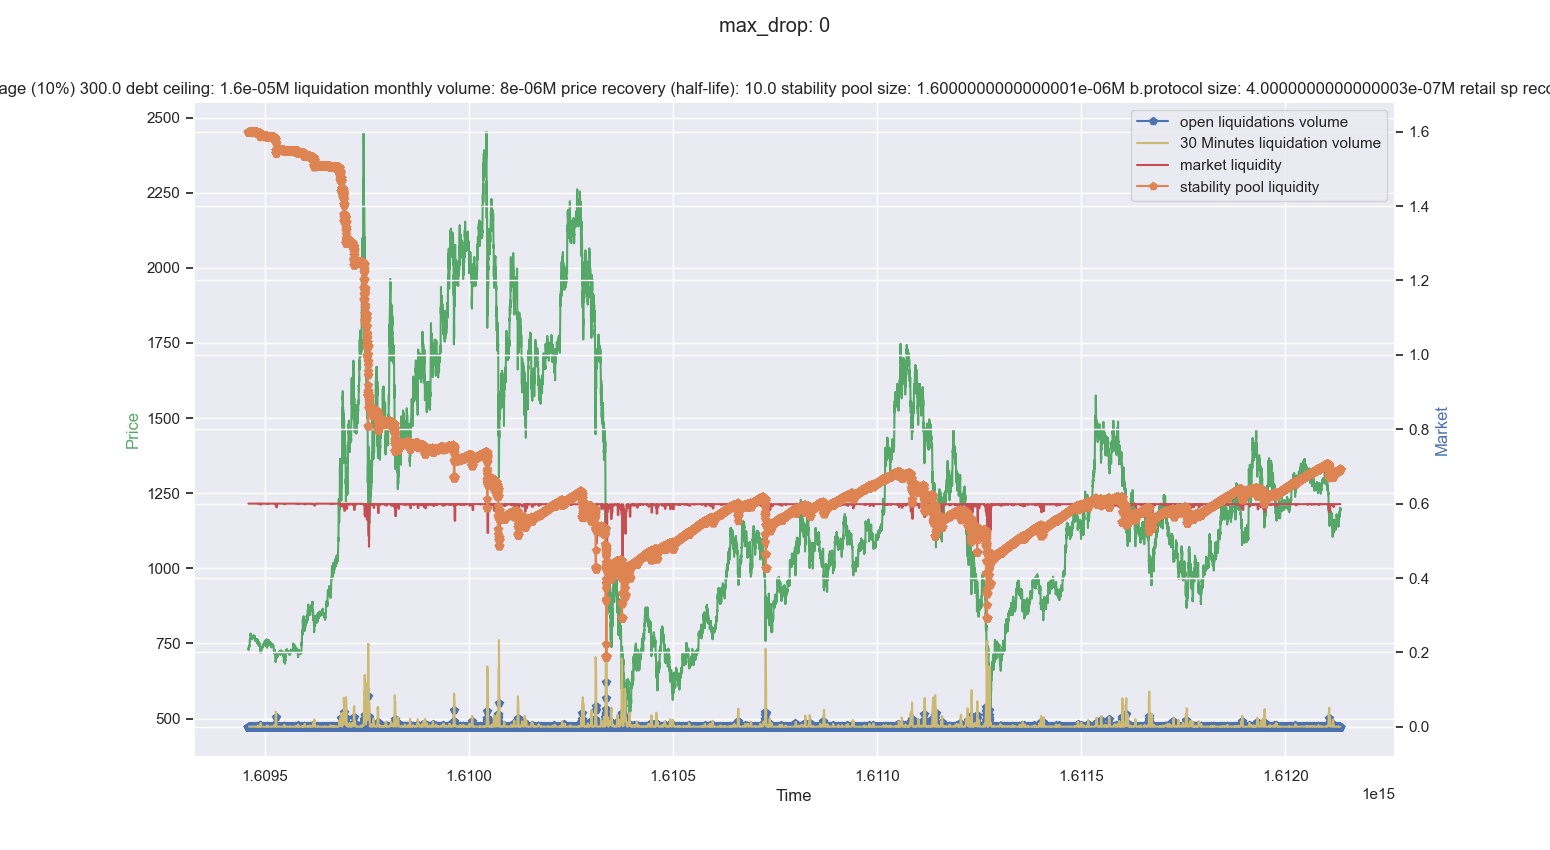 max_drop: 0
age (10%) 300.0 debt ceiling: 1.6e-05M liquidation monthly volume: 8e-06M price recovery (half-life): 10.0 stability pool size: 1.6000000000000001e-06M b.protocol size: 4.0000000000000003e-07M retail sp reco
open liquidations volume
30 Minutes liquidation volume
market liquidity
stability pool liquidity
2500
2250
2000
1750
1500
1250
1000
750
500
Price
1.6
1.4
1.2
1.0
0.8
0.6
0.4
0.2
0.0
Market
1.6095
1.6100
1.6105
1.6110
1.6115
1.6120
1e15
Time